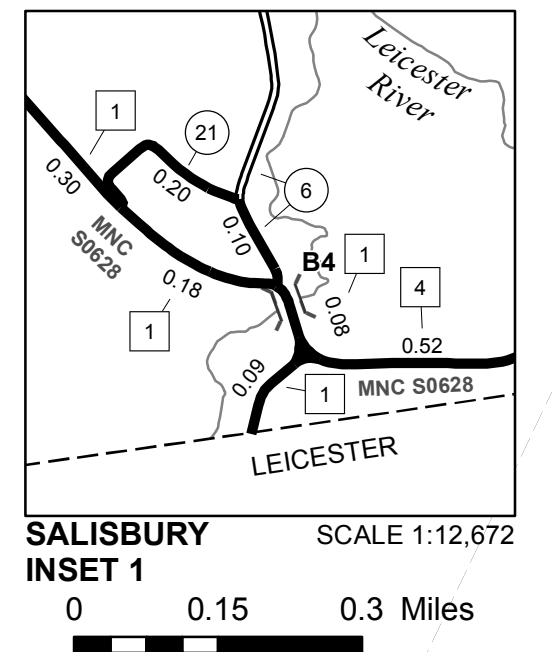 Leicester
River
1
21
0.30
0.20
6
MNC
S0628
0.10
B4
1
0.18
0.08
4
1
0.52
0.09
1
MNC S0628
LEICESTER
SALISBURY
INSET 1
SCALE 1:12,672
0 0.15 0.3 Miles